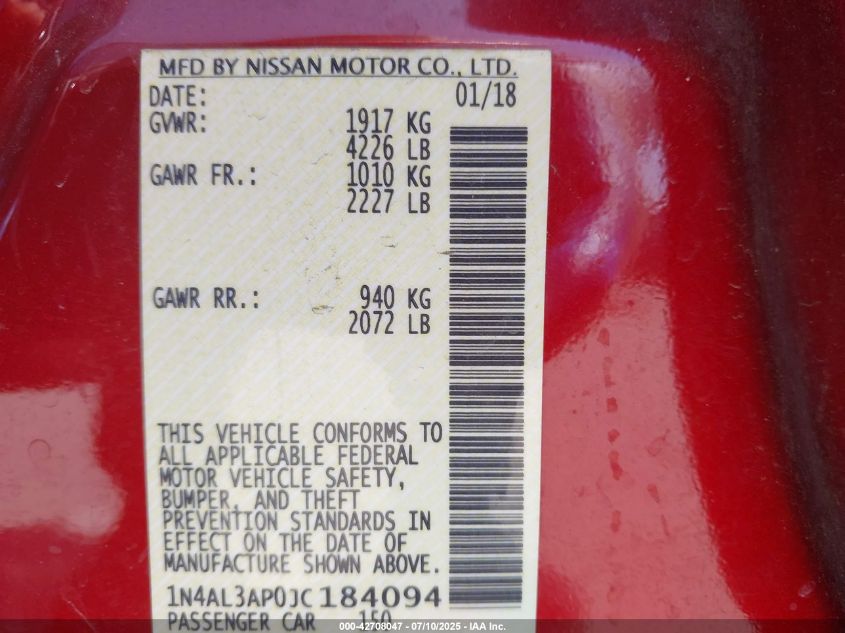 MFD BY NISSAN MOTOR CO., LTD.
DATE: 01/18
GVWR: 1917 KG
4226 LB
GAWR FR.: 1010 KG
2227 LB
GAWR RR.: 940 KG
2072 LB
THIS VEHICLE CONFORMS TO
ALL APPLICABLE FEDERAL
MOTOR VEHICLE SAFETY,
BUMPER, AND THEFT
PREVENTION STANDARDS IN
EFFECT ON THE DATE OF
MANUFACTURE SHOWN ABOVE.
1N4AL3AP0JC184094
PASSENGER CAR 150
000-42708047 - 07/10/2025 - IAA Inc.